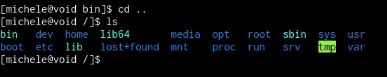 [michele@void bin]$ cd ..
[michele@void /]$ ls
bin   dev  home  lib64       media  opt   root  sbin  sys  usr
boot  etc  lib   lost+found  mnt    proc  run   srv   tmp  var
[michele@void /]$